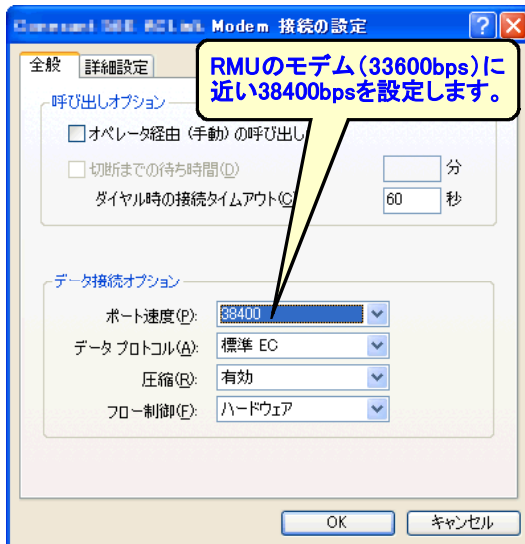 Modem 接続の設定
全般
詳細設定
RMUのモデム（33600bps）に
近い38400bpsを設定します。
呼び出しオプション
オペレータ経由 (手動) の呼び出し
切断までの待ち時間(D)
分
ダイヤル時の接続タイムアウト(C
60
秒
データ接続オプション
ポート速度(P):
38400
データ プロトコル(A):
標準 EC
圧縮(R):
有効
フロー制御(F):
ハードウェア
OK
キャンセル